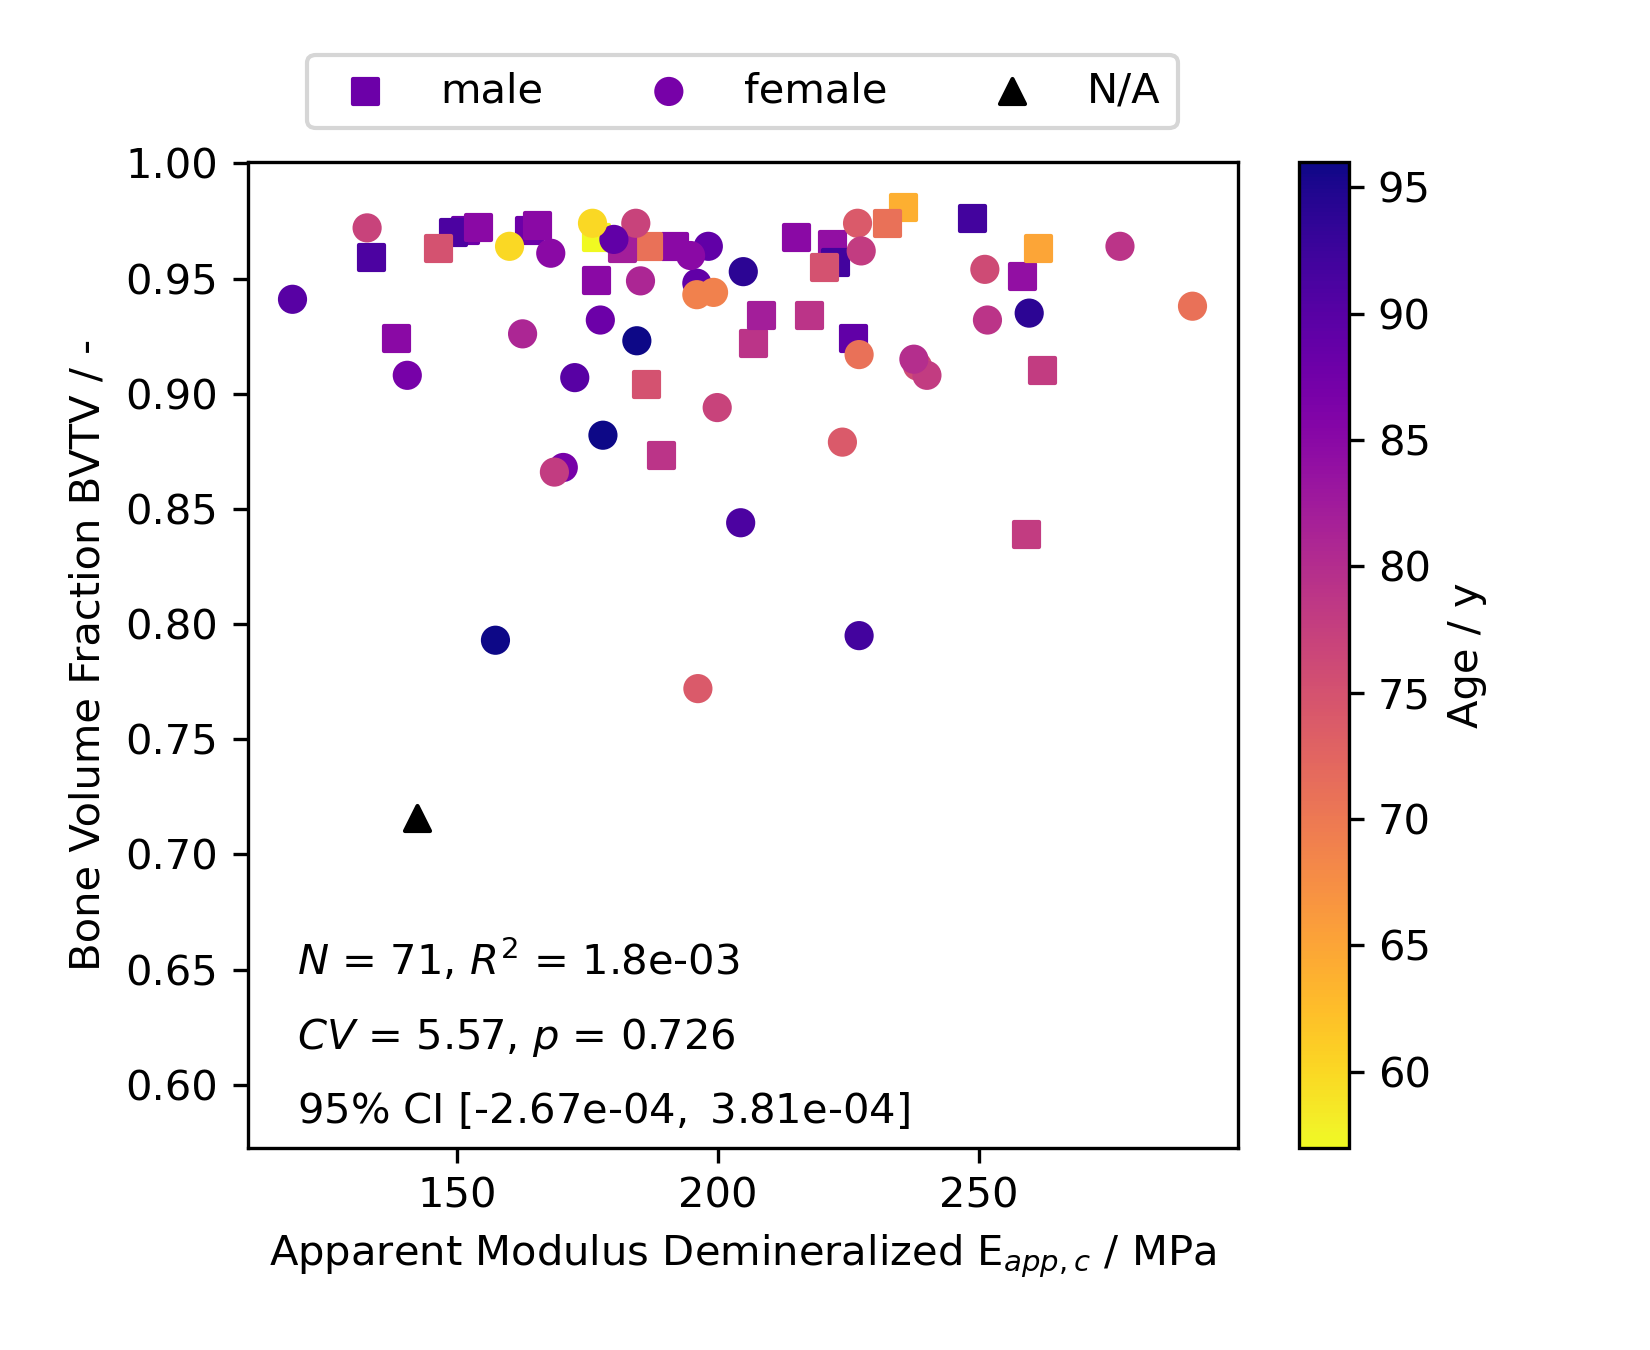 male female N/A
1.00
0.95
0.90
0.85
0.80
0.75
0.70
0.65
0.60
Bone Volume Fraction BVTV / -
N = 71, R² = 1.8e-03
CV = 5.57, p = 0.726
95% CI [-2.67e-04, 3.81e-04]
150 200 250
Apparent Modulus Demineralized E_app,c / MPa
95
90
85
80
75
70
65
60
Age / y